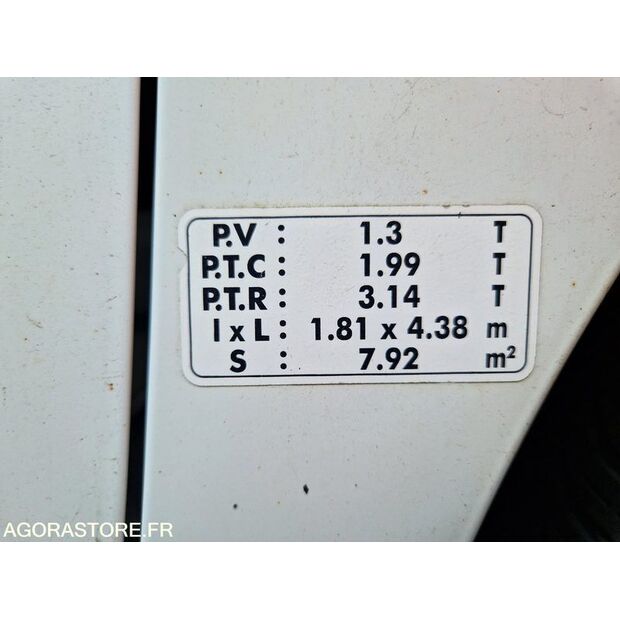 P.V : 1.3 T
P.T.C : 1.99 T
P.T.R : 3.14 T
l x L : 1.81 x 4.38 m
S : 7.92 m²
AGORASTORE.FR